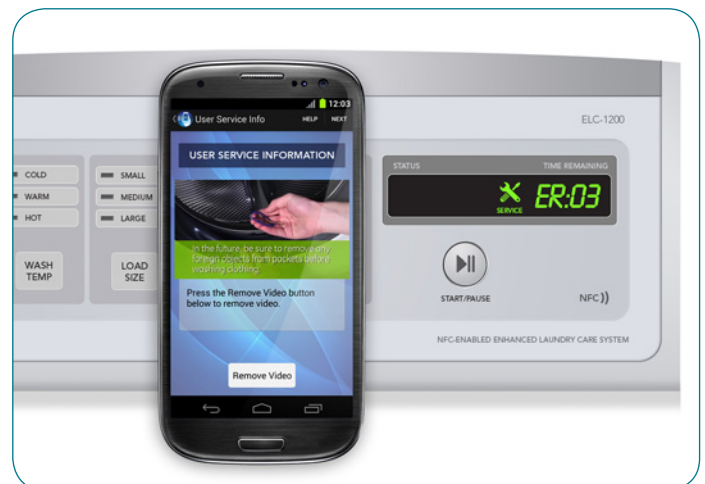 12:03
User Service Info HELP NEXT
USER SERVICE INFORMATION
In the future, be sure to remove any
foreign objects from pockets before
washing clothing.
Press the Remove Video button
below to remove video.
Remove Video
COLD
WARM
HOT
WASH
TEMP
SMALL
MEDIUM
LARGE
LOAD
SIZE
ELC-1200
STATUS TIME REMAINING
SERVICE ER:03
START/PAUSE
NFC
NFC-ENABLED ENHANCED LAUNDRY CARE SYSTEM